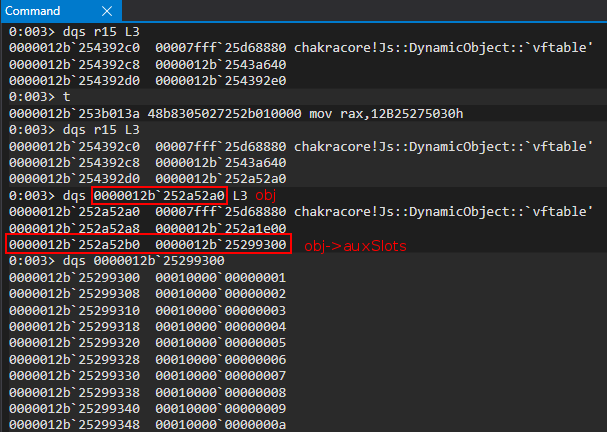 Command X
0:003> dqs r15 L3
0000012b`254392c0 00007fff`25d68880 chakracore!Js::DynamicObject::`vftable'
0000012b`254392c8 0000012b`2543a640
0000012b`254392d0 0000012b`254392e0
0:003> t
0000012b`253b013a 48b8305027252b010000 mov rax,12B25275030h
0:003> dqs r15 L3
0000012b`254392c0 00007fff`25d68880 chakracore!Js::DynamicObject::`vftable'
0000012b`254392c8 0000012b`2543a640
0000012b`254392d0 0000012b`252a52a0
0:003> dqs 0000012b`252a52a0 L3 obj
0000012b`252a52a0 00007fff`25d68880 chakracore!Js::DynamicObject::`vftable'
0000012b`252a52a8 0000012b`252a1e00
0000012b`252a52b0 0000012b`25299300 obj->auxSlots
0:003> dqs 0000012b`25299300
0000012b`25299300 00010000`00000001
0000012b`25299308 00010000`00000002
0000012b`25299310 00010000`00000003
0000012b`25299318 00010000`00000004
0000012b`25299320 00010000`00000005
0000012b`25299328 00010000`00000006
0000012b`25299330 00010000`00000007
0000012b`25299338 00010000`00000008
0000012b`25299340 00010000`00000009
0000012b`25299348 00010000`0000000a